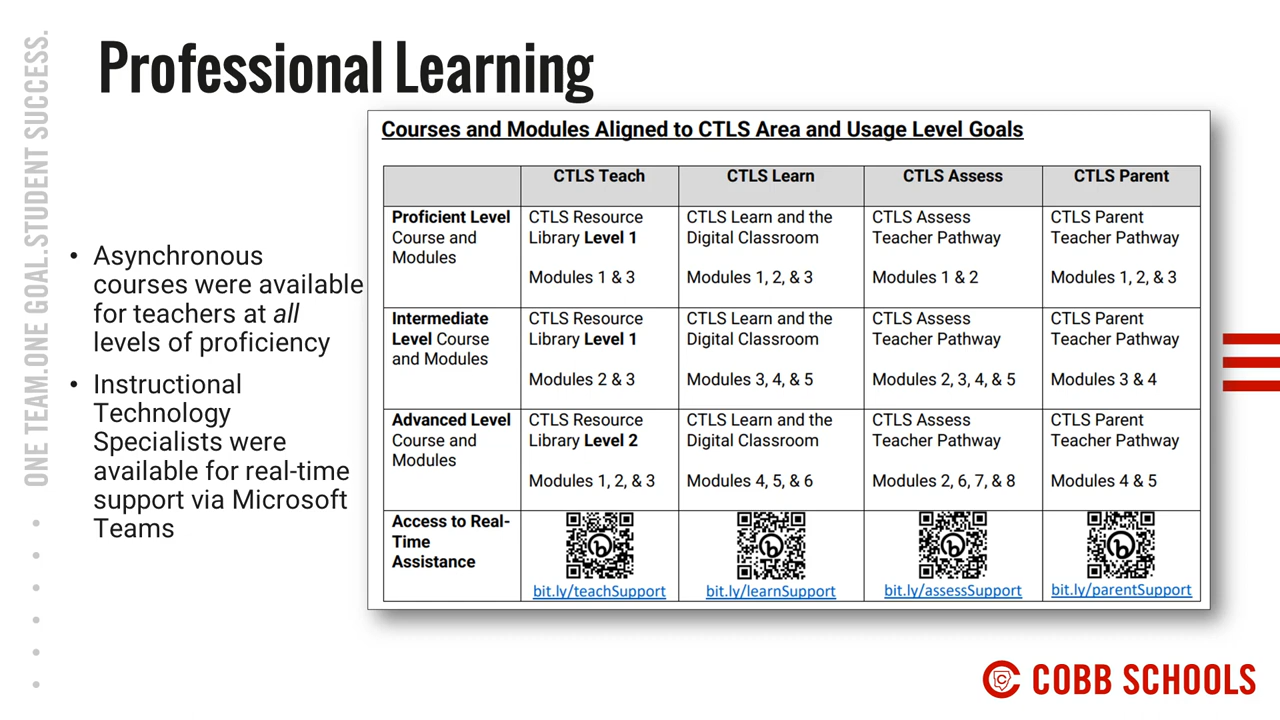 ONE TEAM.ONE GOAL.STUDENT SUCCESS.
Professional Learning
• Asynchronous
courses were available
for teachers at all
levels of proficiency
• Instructional
Technology
Specialists were
available for real-time
support via Microsoft
Teams
Courses and Modules Aligned to CTLS Area and Usage Level Goals
CTLS Teach
CTLS Learn
CTLS Assess
CTLS Parent
Proficient Level
Course and
Modules
CTLS Resource
Library Level 1
Modules 1 & 3
CTLS Learn and the
Digital Classroom
Modules 1, 2, & 3
CTLS Assess
Teacher Pathway
Modules 1 & 2
CTLS Parent
Teacher Pathway
Modules 1, 2, & 3
Intermediate
Level Course
and Modules
CTLS Resource
Library Level 1
Modules 2 & 3
CTLS Learn and the
Digital Classroom
Modules 3, 4, & 5
CTLS Assess
Teacher Pathway
Modules 2, 3, 4, & 5
CTLS Parent
Teacher Pathway
Modules 3 & 4
Advanced Level
Course and
Modules
CTLS Resource
Library Level 2
Modules 1, 2, & 3
CTLS Learn and the
Digital Classroom
Modules 4, 5, & 6
CTLS Assess
Teacher Pathway
Modules 2, 6, 7, & 8
CTLS Parent
Teacher Pathway
Modules 4 & 5
Access to Real-
Time
Assistance
bit.ly/teachSupport
bit.ly/learnSupport
bit.ly/assessSupport
bit.ly/parentSupport
COBB SCHOOLS